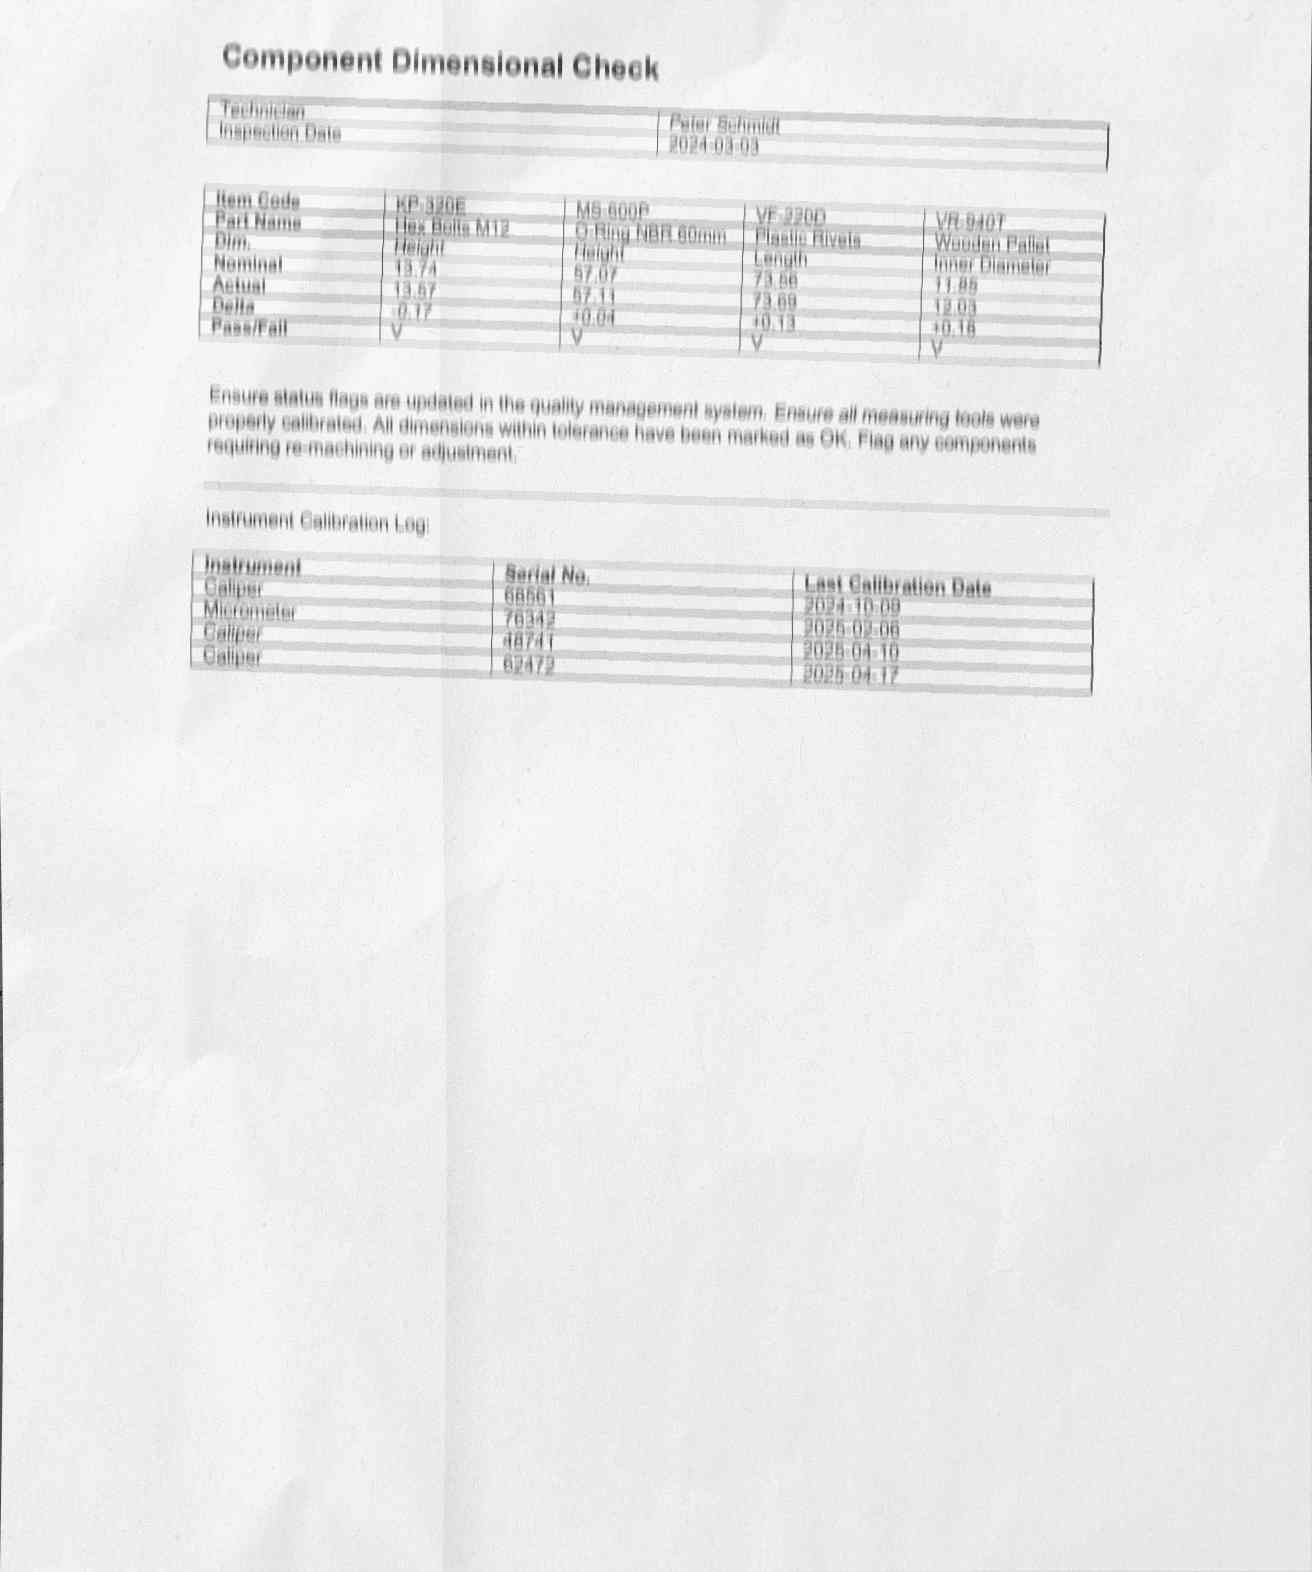 Component Dimensional Check
Technician Peter Schmidt
Inspection Date 2024-03-03
Item Code KP-320E MS-600P VF-220D VR-940T
Part Name Hex Bolts M12 O-Ring NBR 60mm Plastic Rivets Wooden Pallet
Dim. Height Height Length Inner Diameter
Nominal 13.74 57.07 73.56 11.85
Actual 13.57 57.11 73.69 12.03
Delta -0.17 +0.04 +0.13 +0.18
Pass/Fail V V V V
Ensure status flags are updated in the quality management system. Ensure all measuring tools were
properly calibrated. All dimensions within tolerance have been marked as OK. Flag any components
requiring re-machining or adjustment.
Instrument Calibration Log:
Instrument Serial No. Last Calibration Date
Caliper 2024-10-09
Micrometer 76342 2025-02-06
Caliper 48741 2025-04-10
Caliper 62472 2025-04-17